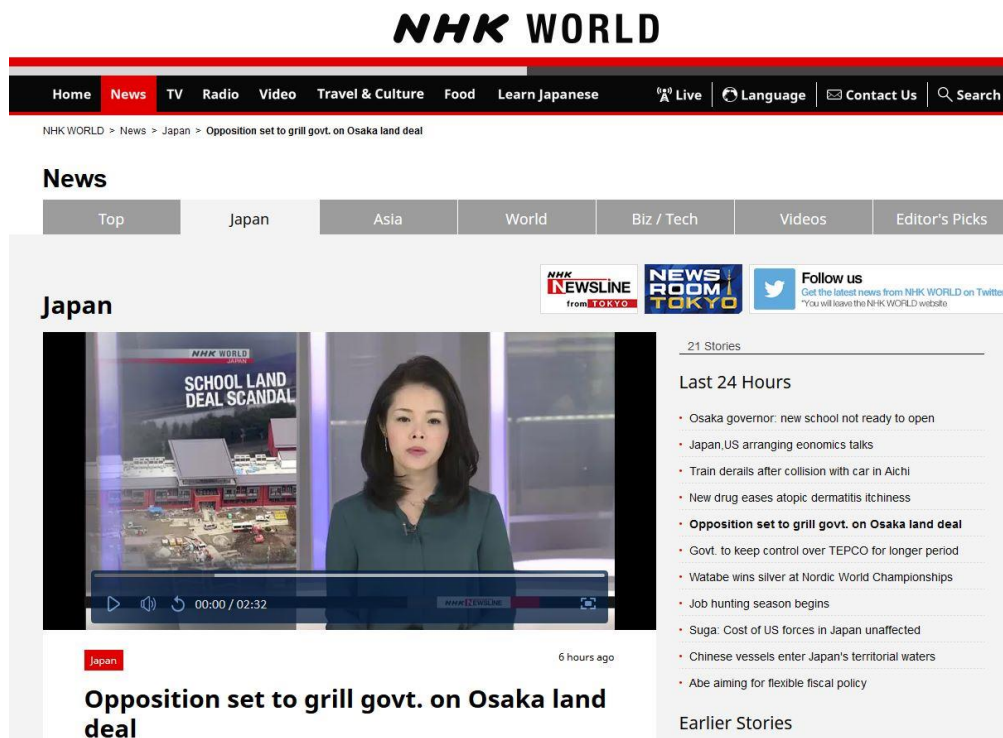 NHK WORLD
Home News TV Radio Video Travel & Culture Food Learn Japanese Live Language Contact Us Search
NHK WORLD > News > Japan > Opposition set to grill govt. on Osaka land deal
News
Top Japan Asia World Biz / Tech Videos Editor's Picks
Japan
NHK
NEWSLINE
from TOKYO
NEWS
ROOM
TOKYO
Follow us
Get the latest news from NHK WORLD on Twitter
*You will leave the NHK WORLD website
NHK WORLD
JAPAN
SCHOOL LAND
DEAL SCANDAL
00:00 / 02:32
NHK NEWSLINE
Japan
6 hours ago
Opposition set to grill govt. on Osaka land
deal
21 Stories
Last 24 Hours
Osaka governor: new school not ready to open
Japan,US arranging eonomics talks
Train derails after collision with car in Aichi
New drug eases atopic dermatitis itchiness
Opposition set to grill govt. on Osaka land deal
Govt. to keep control over TEPCO for longer period
Watabe wins silver at Nordic World Championships
Job hunting season begins
Suga: Cost of US forces in Japan unaffected
Chinese vessels enter Japan's territorial waters
Abe aiming for flexible fiscal policy
Earlier Stories